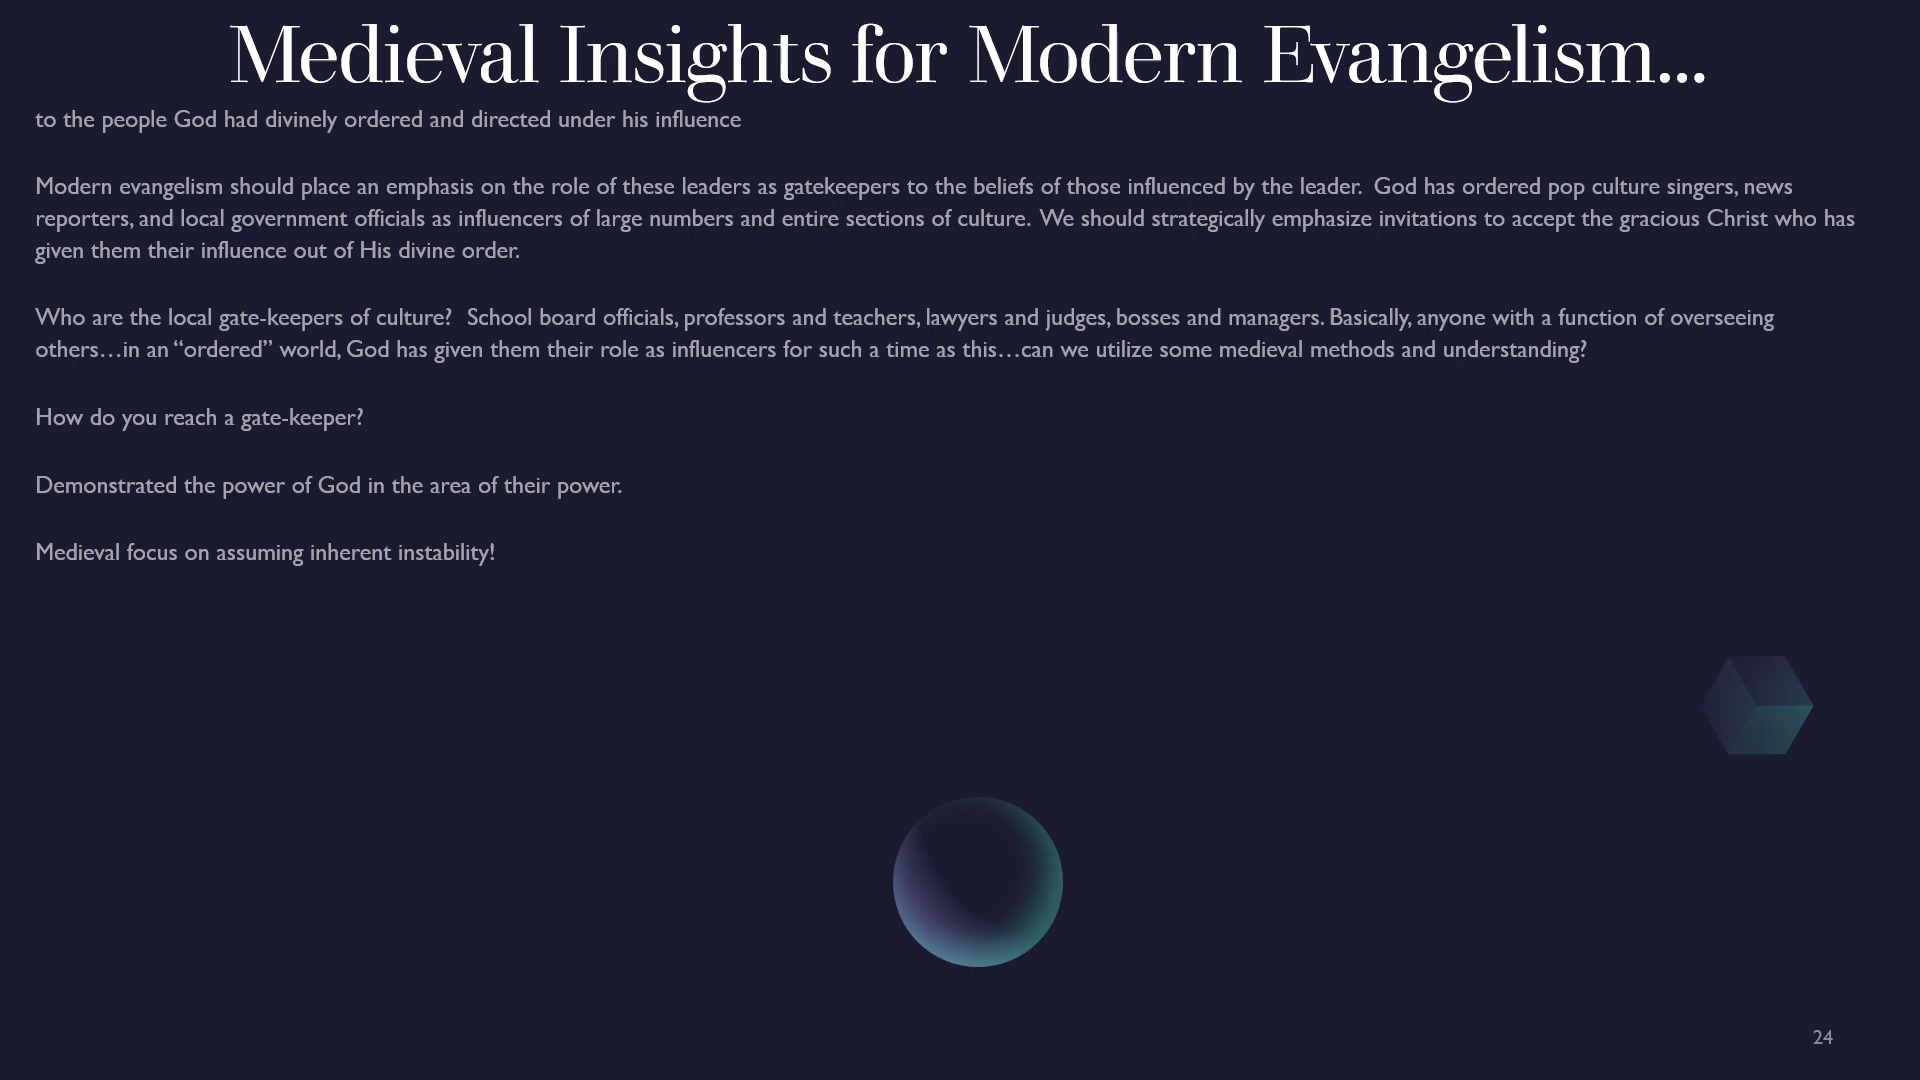 Medieval Insights for Modern Evangelism...
to the people God had divinely ordered and directed under his influence
Modern evangelism should place an emphasis on the role of these leaders as gatekeepers to the beliefs of those influenced by the leader.  God has ordered pop culture singers, news
reporters, and local government officials as influencers of large numbers and entire sections of culture.  We should strategically emphasize invitations to accept the gracious Christ who has
given them their influence out of His divine order.
Who are the local gate-keepers of culture?  School board officials, professors and teachers, lawyers and judges, bosses and managers. Basically, anyone with a function of overseeing
others…in an “ordered” world, God has given them their role as influencers for such a time as this…can we utilize some medieval methods and understanding?
How do you reach a gate-keeper?
Demonstrated the power of God in the area of their power.
Medieval focus on assuming inherent instability!
24